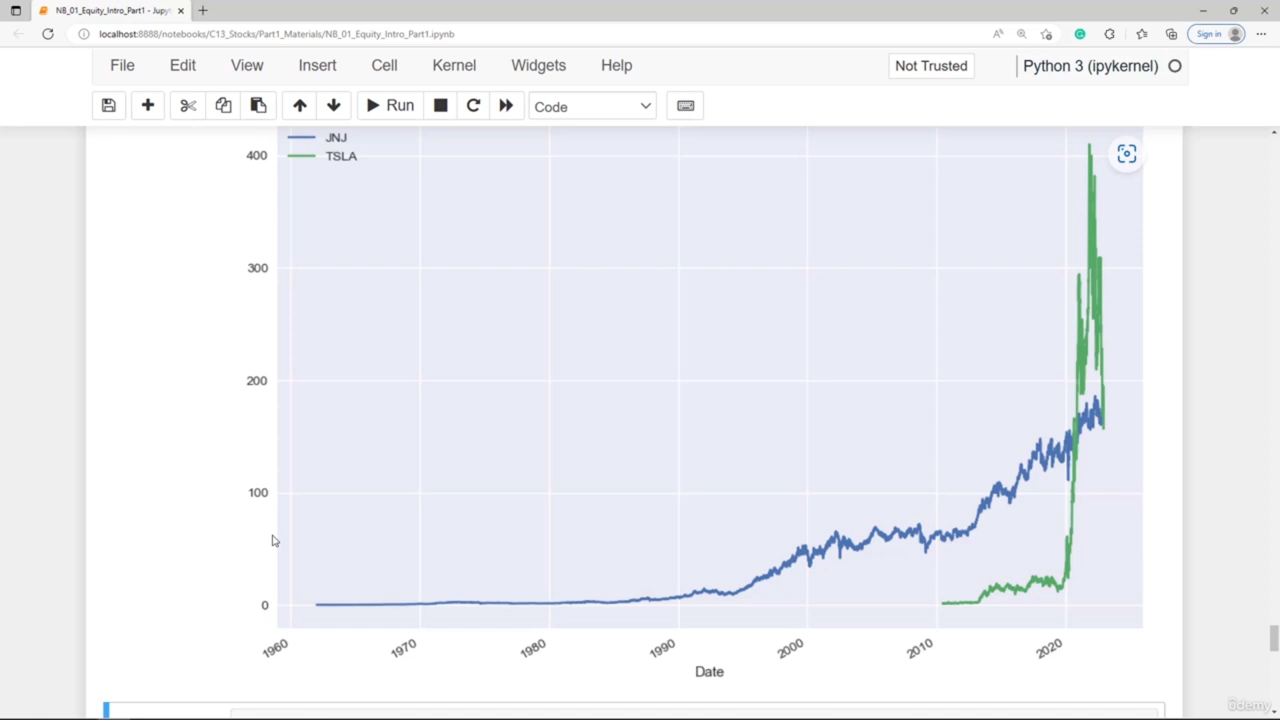 NB_01_Equity_Intro_Part1 - Jupyt
localhost:8888/notebooks/C13_Stocks/Part1_Materials/NB_01_Equity_Intro_Part1.ipynb
Sign in
File Edit View Insert Cell Kernel Widgets Help
Not Trusted
Python 3 (ipykernel)
Run
Code
JNJ
TSLA
400
300
200
100
0
1960 1970 1980 1990 2000 2010 2020
Date
ûdemy